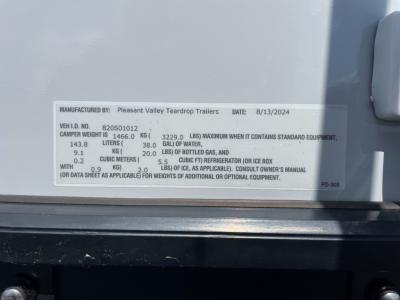 MANUFACTURED BY: Pleasant Valley Teardrop Trailers DATE: 8/13/2024
VEH I.D. NO. 820501012
CAMPER WEIGHT IS 1466.0 KG ( 3229.0 LBS) MAXIMUM WHEN IT CONTAINS STANDARD EQUIPMENT,
143.8 LITERS ( 38.0 GAL) OF WATER,
9.1 KG ( 20.0 LBS) OF BOTTLED GAS, AND
0.2 CUBIC METERS ( 5.5 CUBIC FT) REFRIGERATOR (OR ICE BOX
WITH 0.9 KG( 2.0 LBS) OF ICE, AS APPLICABLE). CONSULT OWNER'S MANUAL
(OR DATA SHEET AS APPLICABLE) FOR WEIGHTS OF ADDITIONAL OR OPTIONAL EQUIPMENT.